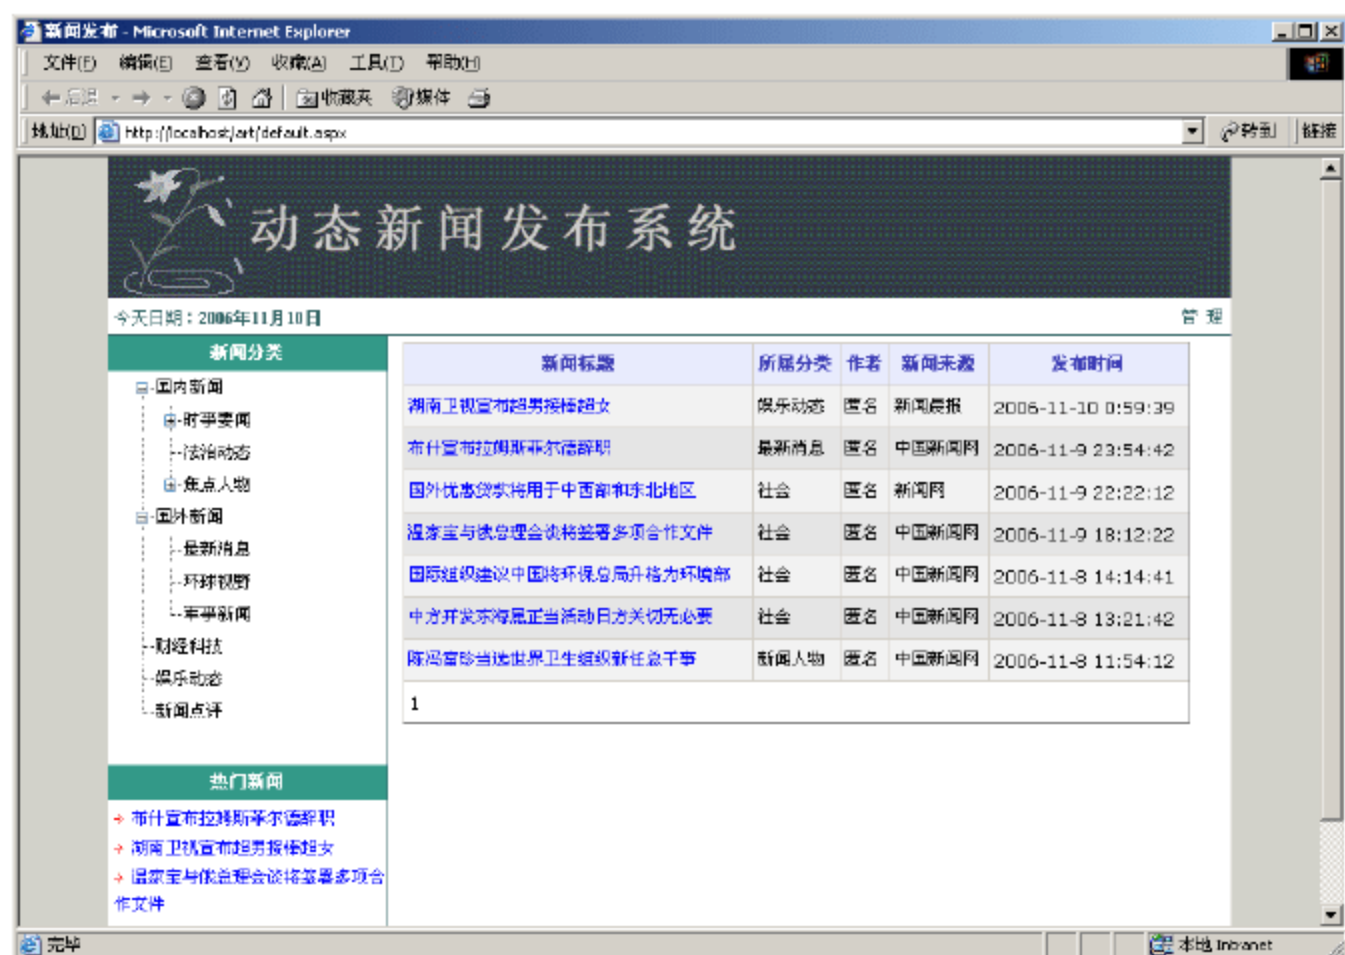 新闻发布 - Microsoft Internet Explorer
文件(F) 编辑(E) 查看(V) 收藏(A) 工具(T) 帮助(H)
后退 收藏夹 媒体
地址(D) http://localhost/art/default.aspx 转到 链接
动态新闻发布系统
今天日期：2006年11月10日 管 理
新闻分类
国内新闻
时事要闻
法治动态
焦点人物
国外新闻
最新消息
环球视野
军事新闻
财经科技
娱乐动态
新闻点评
热门新闻
布什宣布拉姆斯菲尔德辞职
湖南卫视宣布超男接棒超女
温家宝与俄总理会谈将签署多项合
作文件
新闻标题 所属分类 作者 新闻来源 发布时间
湖南卫视宣布超男接棒超女 娱乐动态 匿名 新闻晨报 2006-11-10 0:59:39
布什宣布拉姆斯菲尔德辞职 最新消息 匿名 中国新闻网 2006-11-9 23:54:42
国外优惠贷款将用于中西部和东北地区 社会 匿名 新闻网 2006-11-9 22:22:12
温家宝与俄总理会谈将签署多项合作文件 社会 匿名 中国新闻网 2006-11-9 18:12:22
国际组织建议中国将环保总局升格为环境部 社会 匿名 中国新闻网 2006-11-8 14:14:41
中方开发东海属正当活动日方关切无必要 社会 匿名 中国新闻网 2006-11-8 13:21:42
陈冯富珍当选世界卫生组织新任总干事 新闻人物 匿名 中国新闻网 2006-11-8 11:54:12
1
完毕 本地 Intranet